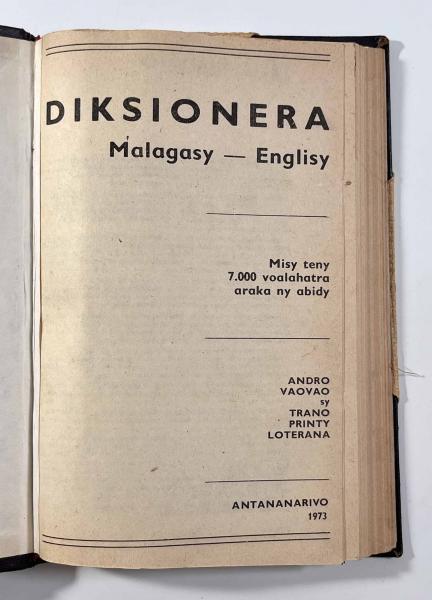 DIKSIONERA
Malagasy — Englisy
Misy teny
7.000 voalahatra
araka ny abidy
ANDRO
VAOVAO
sy
TRANO
PRINTY
LOTERANA
ANTANANARIVO
1973